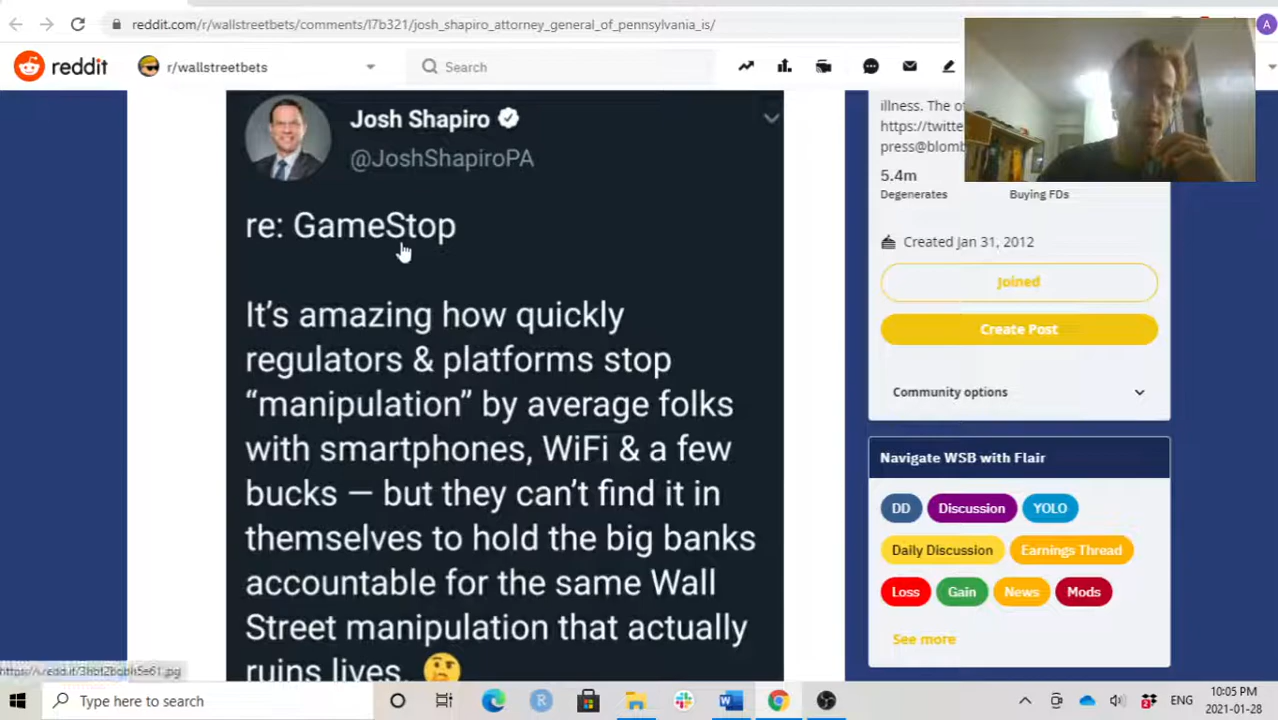 reddit.com/r/wallstreetbets/comments/l7b321/josh_shapiro_attorney_general_of_pennsylvania_is/
A
reddit
r/wallstreetbets
Search
Josh Shapiro
@JoshShapiroPA
re: GameStop
It's amazing how quickly
regulators & platforms stop
“manipulation” by average folks
with smartphones, WiFi & a few
bucks — but they can't find it in
themselves to hold the big banks
accountable for the same Wall
Street manipulation that actually
ruins lives. 🤔
illness. The
https://twitte
press@blomb
5.4m
Degenerates
Buying FDs
Created Jan 31, 2012
Joined
Create Post
Community options
Navigate WSB with Flair
DD
Discussion
YOLO
Daily Discussion
Earnings Thread
Loss
Gain
News
Mods
See more
Type here to search
ENG
10:05 PM
2021-01-28